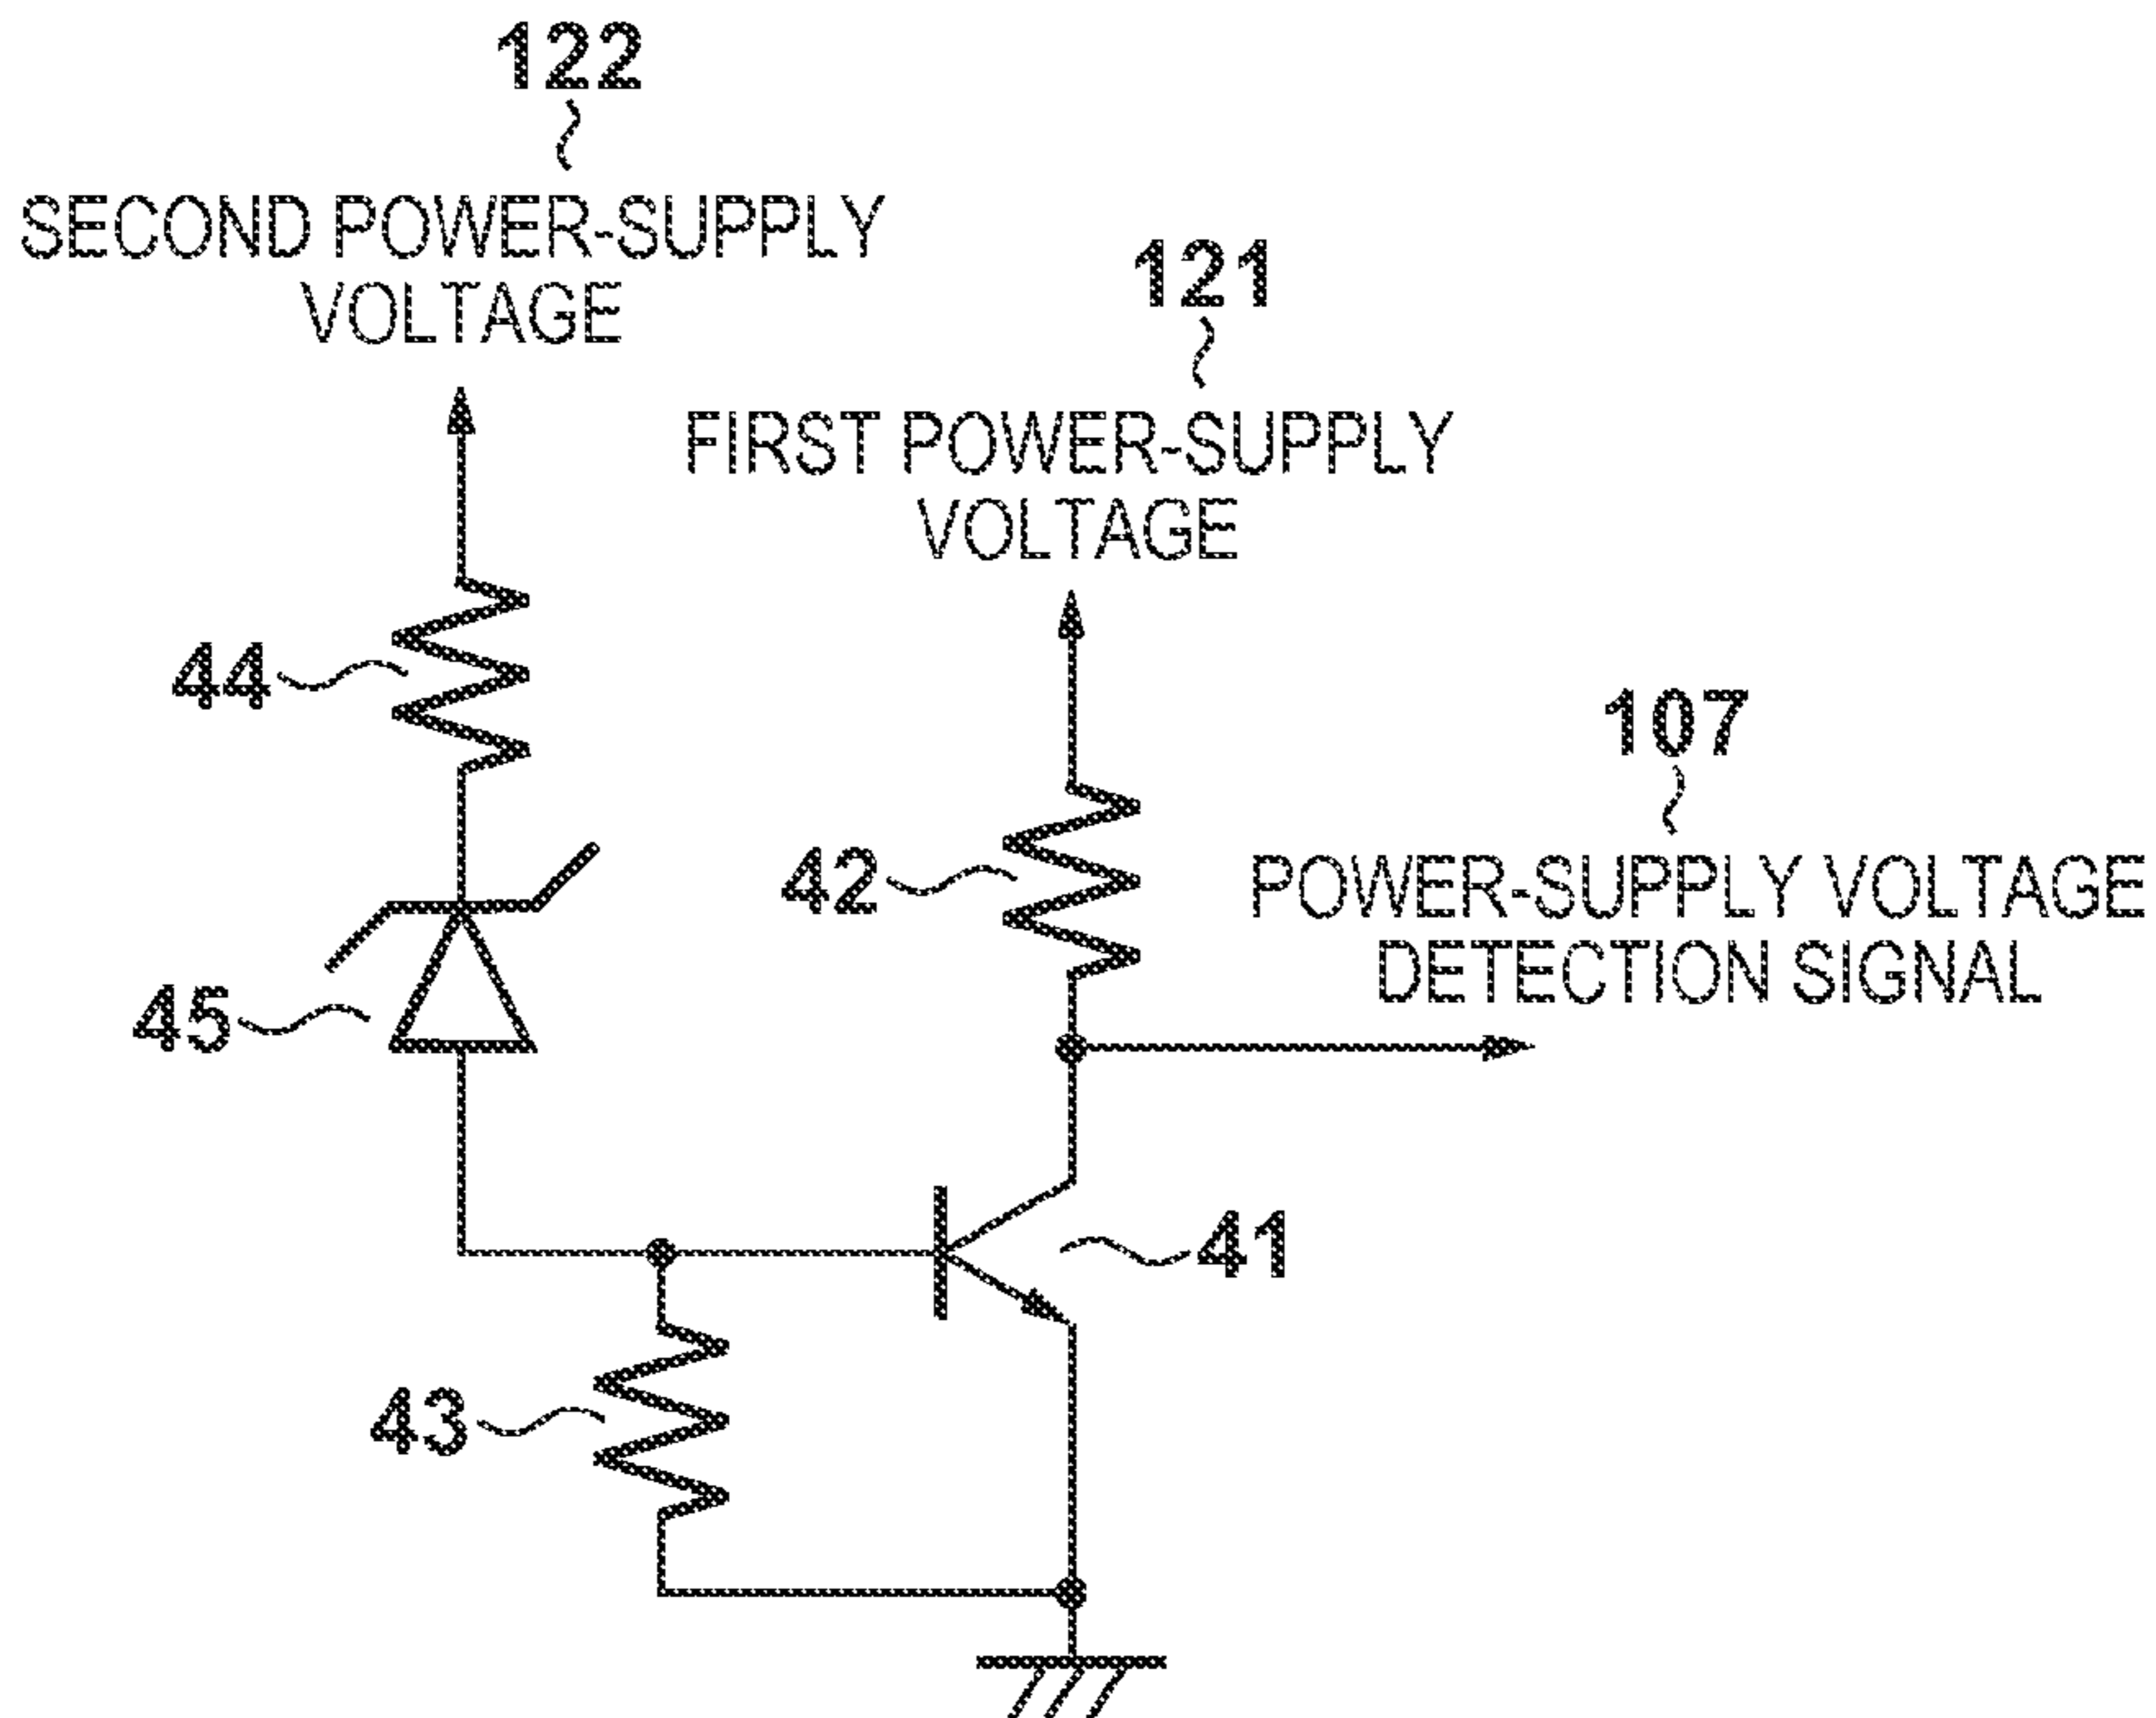 122
SECOND POWER-SUPPLY
VOLTAGE
121
FIRST POWER-SUPPLY
VOLTAGE
44
107
42
POWER-SUPPLY VOLTAGE
DETECTION SIGNAL
45
41
43